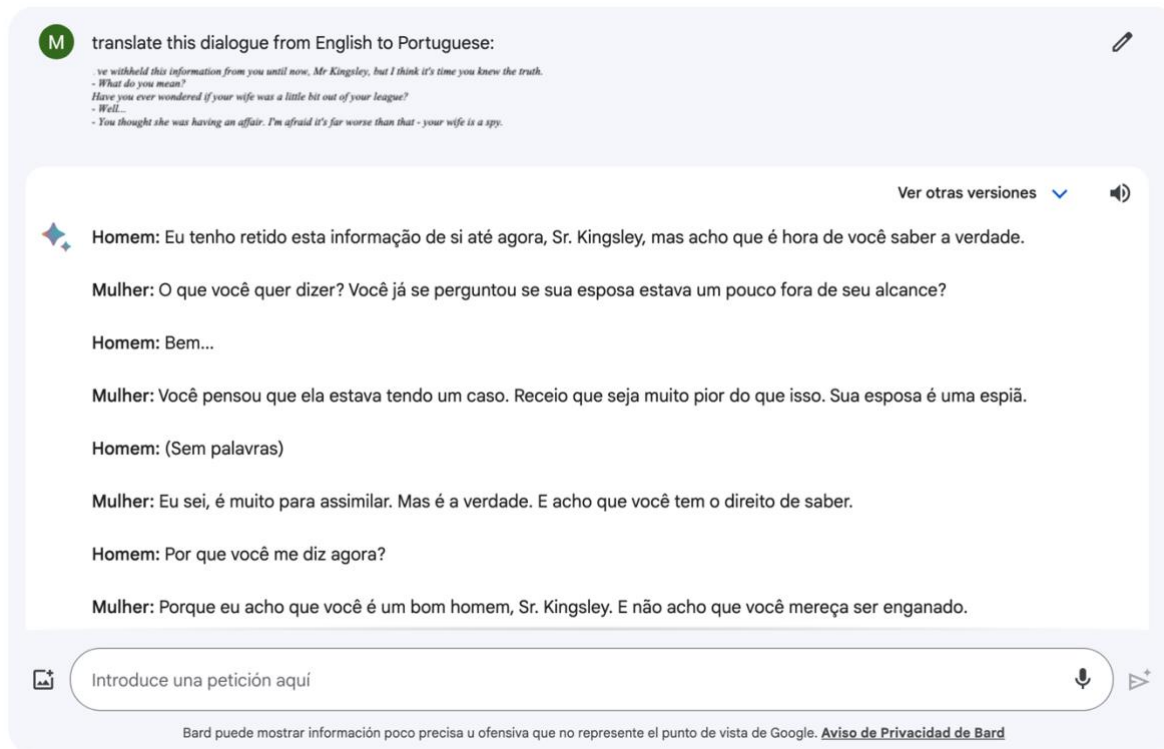 M
translate this dialogue from English to Portuguese:
've withheld this information from you until now, Mr Kingsley, but I think it's time you knew the truth.
- What do you mean?
Have you ever wondered if your wife was a little bit out of your league?
- Well...
- You thought she was having an affair. I'm afraid it's far worse than that - your wife is a spy.
Ver otras versiones
Homem: Eu tenho retido esta informação de si até agora, Sr. Kingsley, mas acho que é hora de você saber a verdade.
Mulher: O que você quer dizer? Você já se perguntou se sua esposa estava um pouco fora de seu alcance?
Homem: Bem...
Mulher: Você pensou que ela estava tendo um caso. Receio que seja muito pior do que isso. Sua esposa é uma espiã.
Homem: (Sem palavras)
Mulher: Eu sei, é muito para assimilar. Mas é a verdade. E acho que você tem o direito de saber.
Homem: Por que você me diz agora?
Mulher: Porque eu acho que você é um bom homem, Sr. Kingsley. E não acho que você mereça ser enganado.
Introduce una petición aquí
Bard puede mostrar información poco precisa u ofensiva que no represente el punto de vista de Google. Aviso de Privacidad de Bard